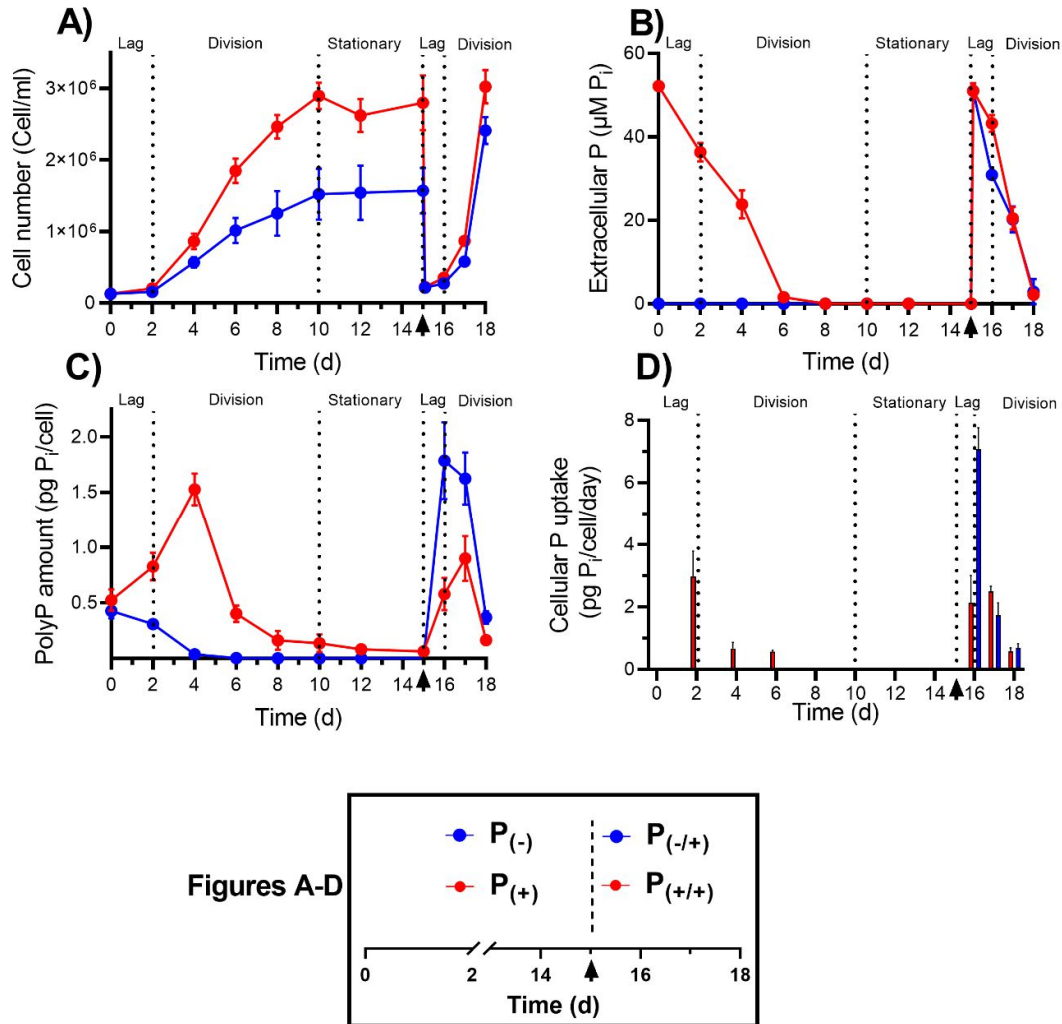 A)
Lag Division Stationary Lag Division
Cell number (Cell/ml)
3×10⁶
2×10⁶
1×10⁶
0
0 2 4 6 8 10 12 14 16 18
Time (d)
B)
Lag Division Stationary Lag Division
Extracellular P (µM Pᵢ)
60
40
20
0
0 2 4 6 8 10 12 14 16 18
Time (d)
C)
Lag Division Stationary Lag Division
PolyP amount (pg Pᵢ/cell)
2.0
1.5
1.0
0.5
0 2 4 6 8 10 12 14 16 18
Time (d)
D)
Lag Division Stationary Lag Division
Cellular P uptake
(pg Pᵢ/cell/day)
8
6
4
2
0
0 2 4 6 8 10 12 14 16 18
Time (d)
Figures A-D
P(-) P(-/+)
P(+) P(+/+)
0 2 14 16 18
Time (d)